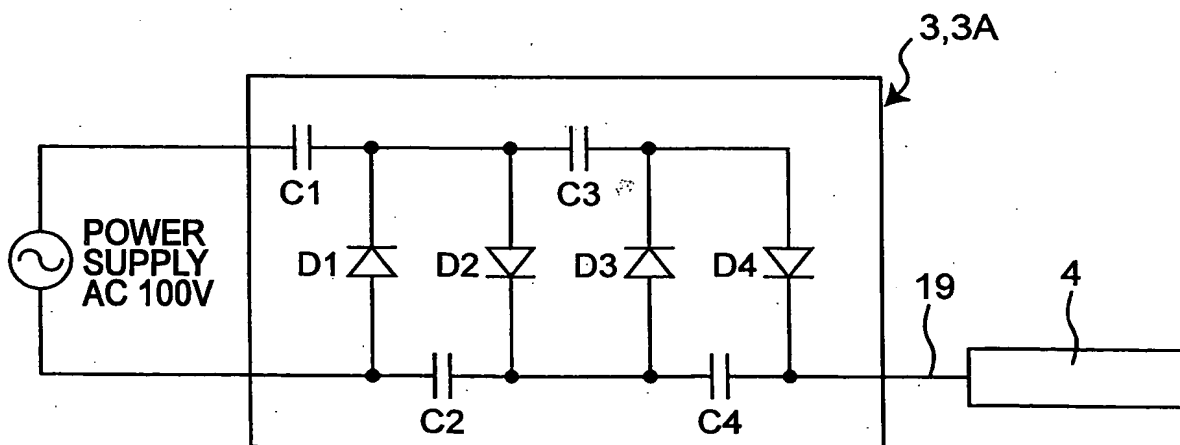 3,3A
C1
C3
POWER
SUPPLY
AC 100V
D1
D2
D3
D4
19
4
C2
C4